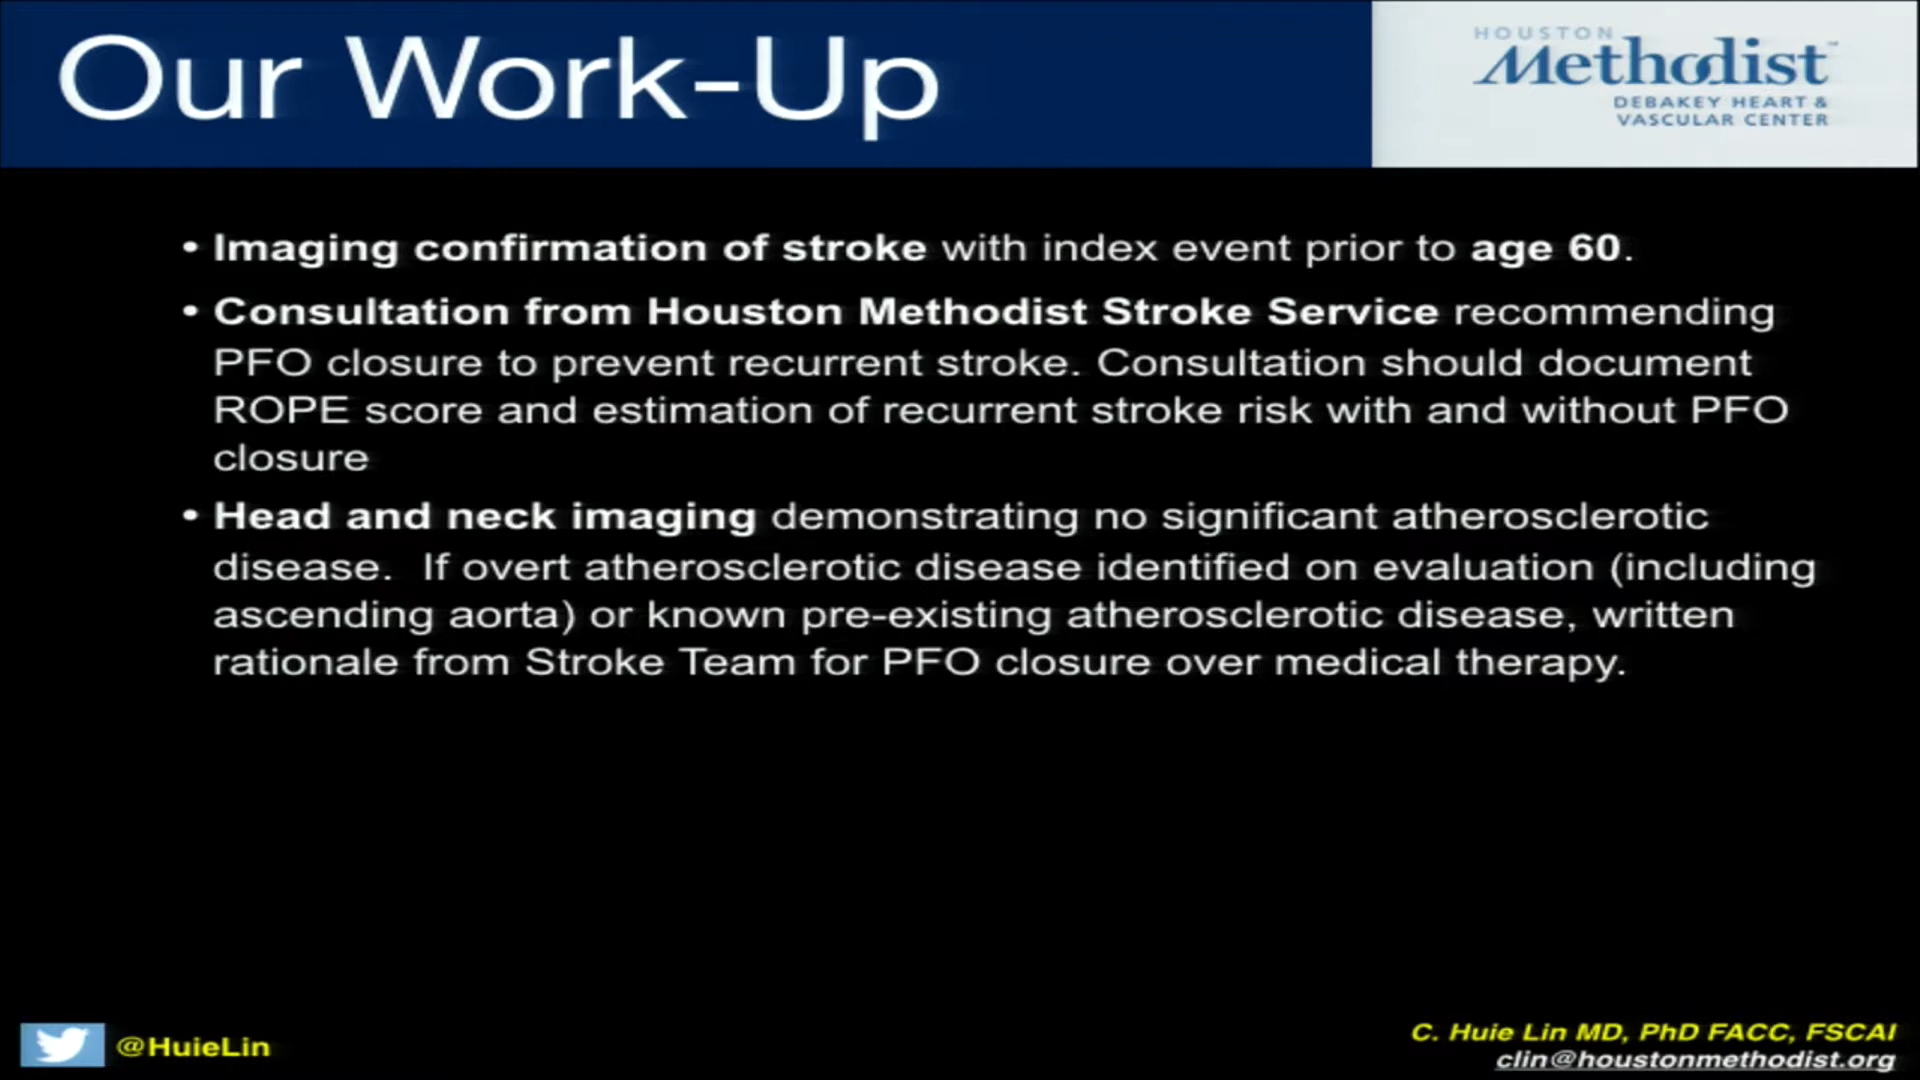 Our Work-Up
HOUSTON
Methodist™
DEBAKEY HEART &
VASCULAR CENTER
• Imaging confirmation of stroke with index event prior to age 60.
• Consultation from Houston Methodist Stroke Service recommending
PFO closure to prevent recurrent stroke. Consultation should document
ROPE score and estimation of recurrent stroke risk with and without PFO
closure
• Head and neck imaging demonstrating no significant atherosclerotic
disease.  If overt atherosclerotic disease identified on evaluation (including
ascending aorta) or known pre-existing atherosclerotic disease, written
rationale from Stroke Team for PFO closure over medical therapy.
@HuieLin
C. Huie Lin MD, PhD FACC, FSCAI
clin@houstonmethodist.org